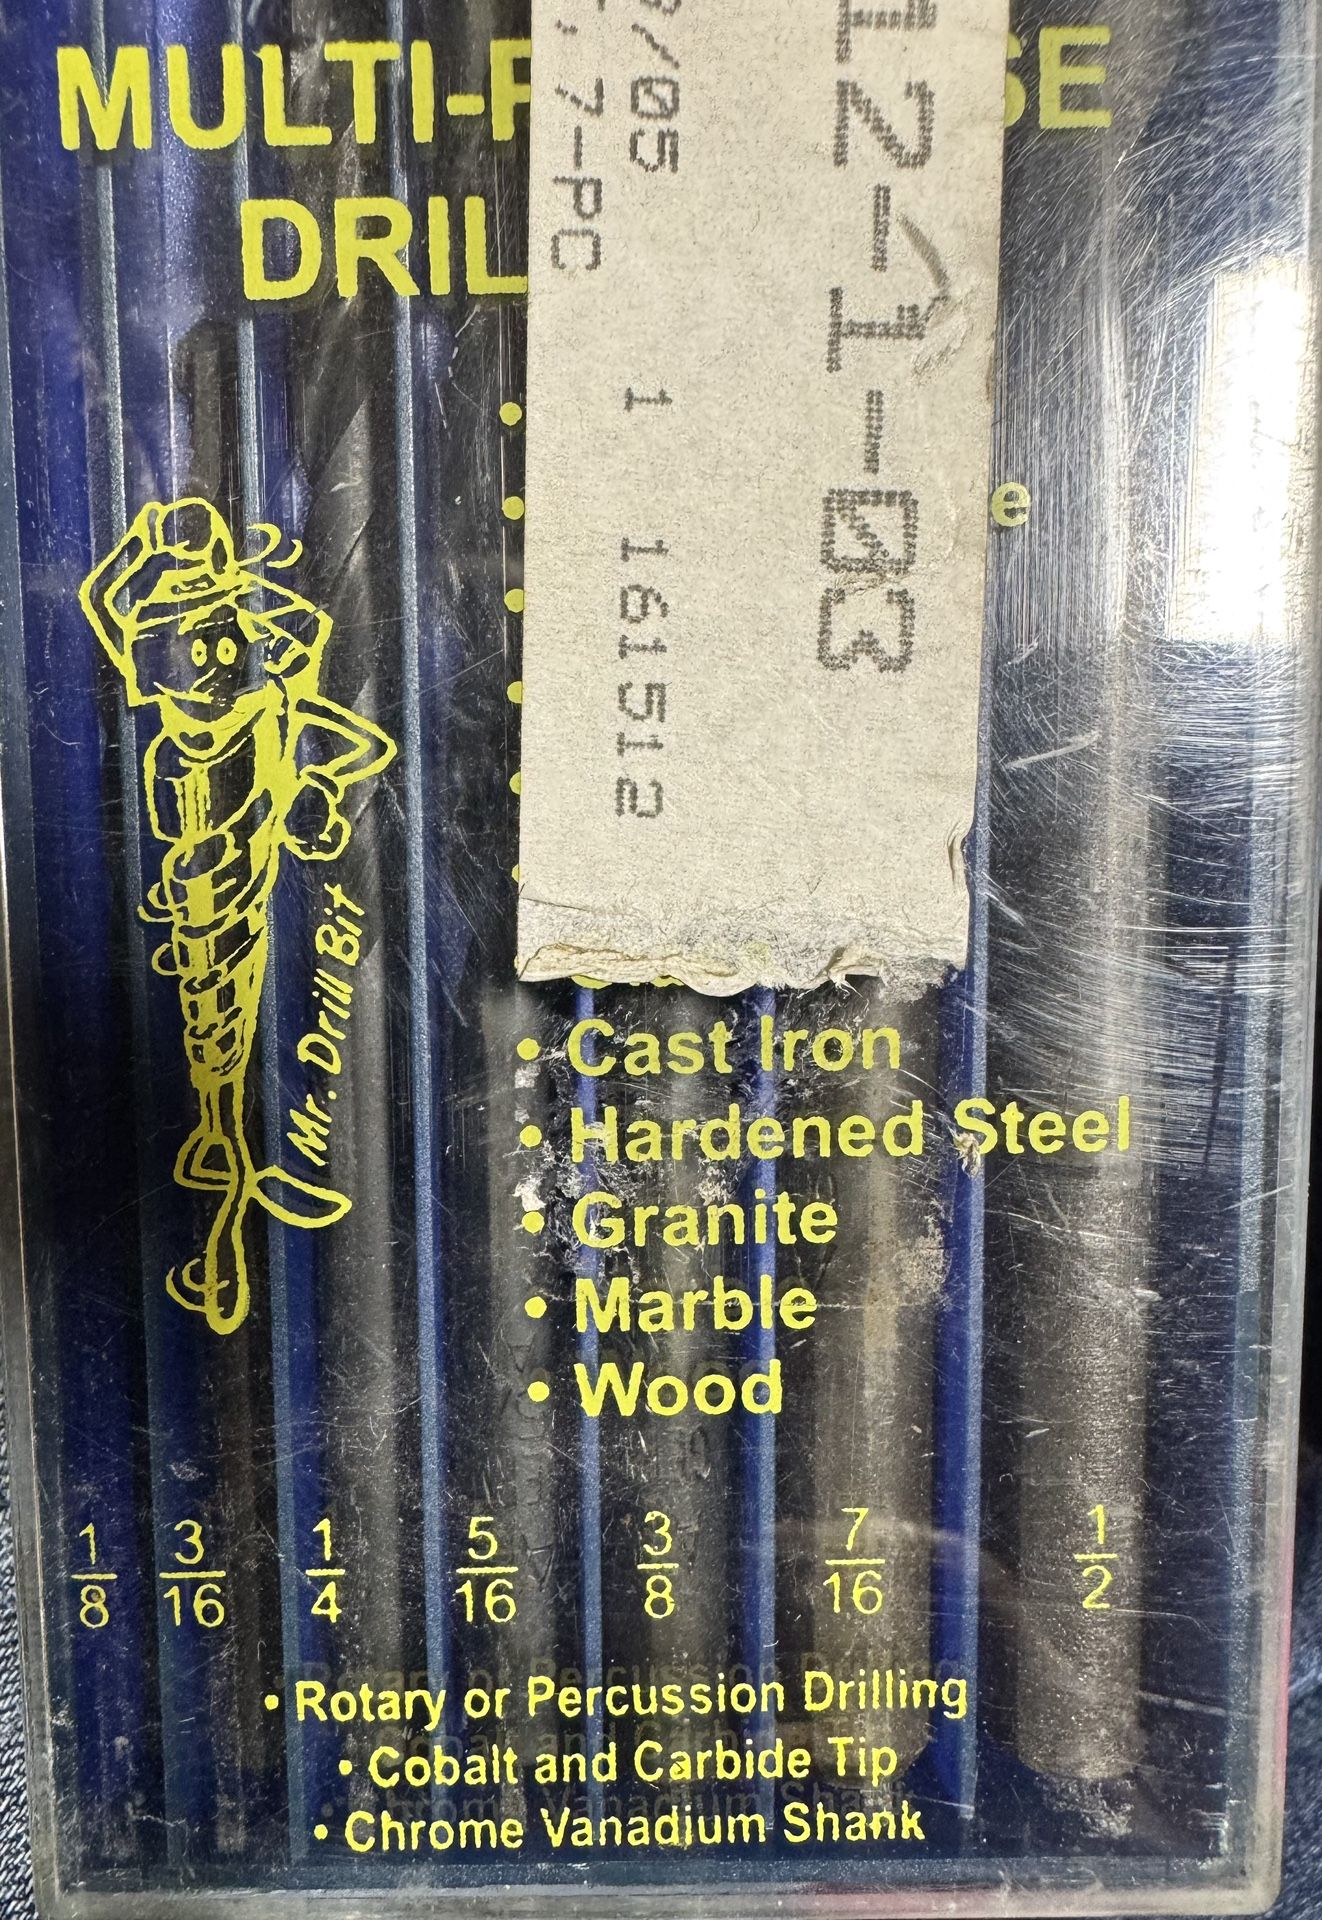 MULTI-P SE
DRIL
12-1-03
/05
7-PC
1 161512
e
Mr. Drill Bit
• Cast Iron
• Hardened Steel
• Granite
• Marble
• Wood
1/8 3/16 1/4 5/16 3/8 7/16 1/2
• Rotary or Percussion Drilling
• Cobalt and Carbide Tip
• Chrome Vanadium Shank